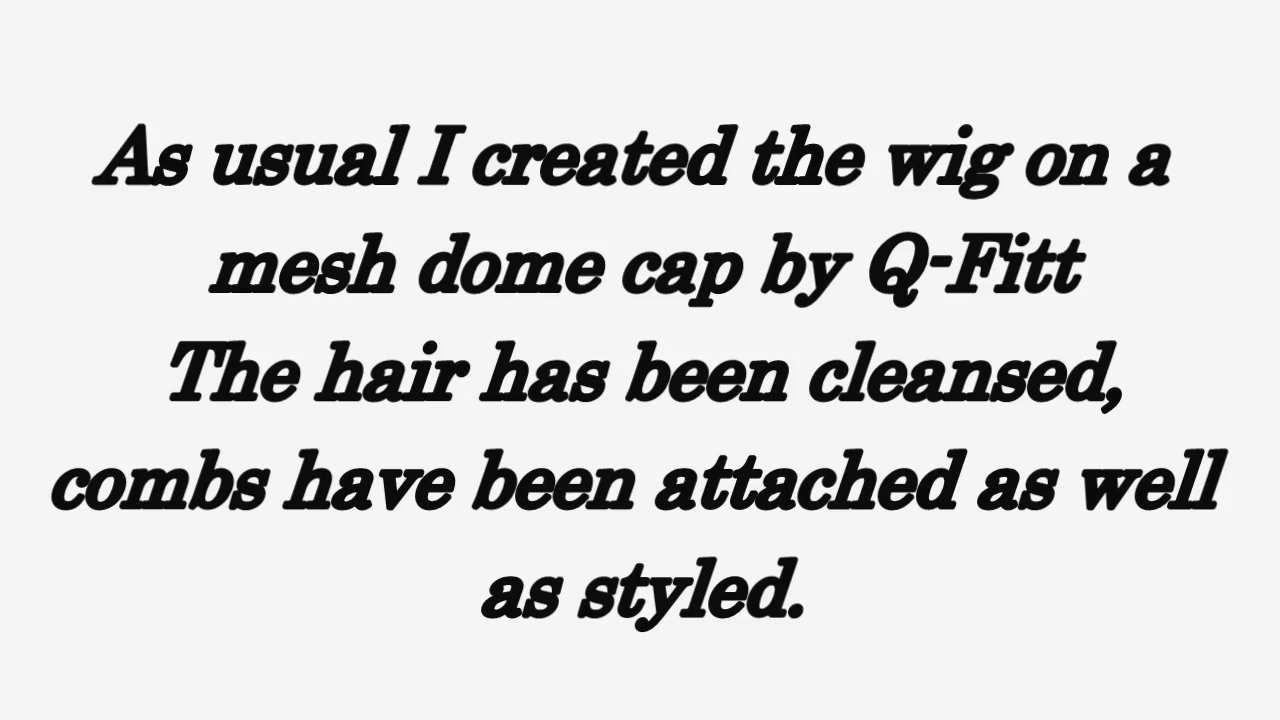 As usual I created the wig on a
mesh dome cap by Q-Fitt
The hair has been cleansed,
combs have been attached as well
as styled.